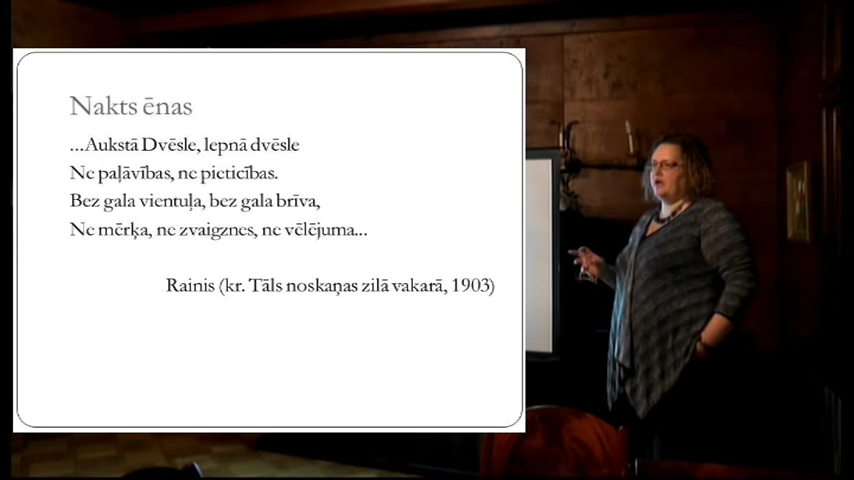 Nakts ēnas
...Aukstā Dvēsle, lepnā dvēsle
Ne paļāvības, ne pieticības.
Bez gala vientuļa, bez gala brīva,
Ne mērķa, ne zvaigznes, ne vēlējuma...
Rainis (kr. Tāls noskaņas zilā vakarā, 1903)